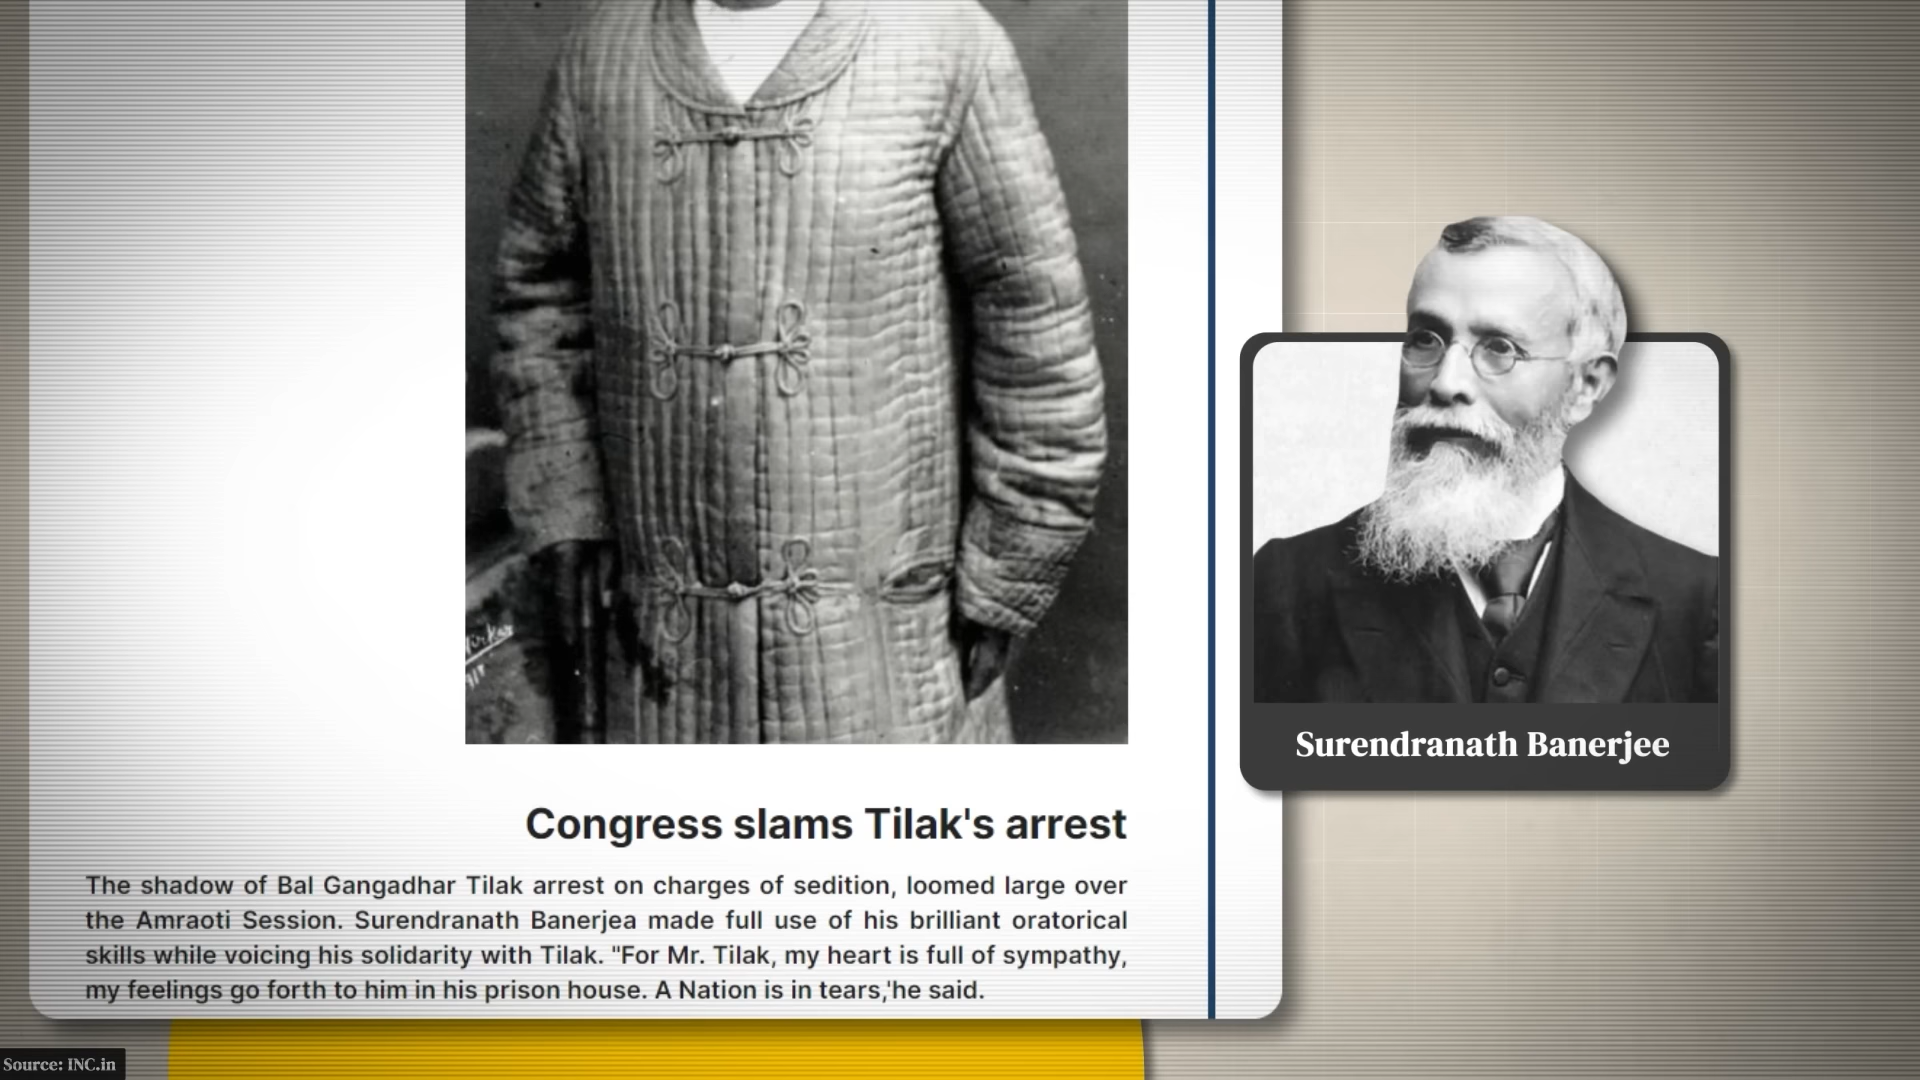 Congress slams Tilak's arrest
The shadow of Bal Gangadhar Tilak arrest on charges of sedition, loomed large over
the Amraoti Session. Surendranath Banerjea made full use of his brilliant oratorical
skills while voicing his solidarity with Tilak. "For Mr. Tilak, my heart is full of sympathy,
my feelings go forth to him in his prison house. A Nation is in tears,'he said.
Surendranath Banerjee
Source: INC.in